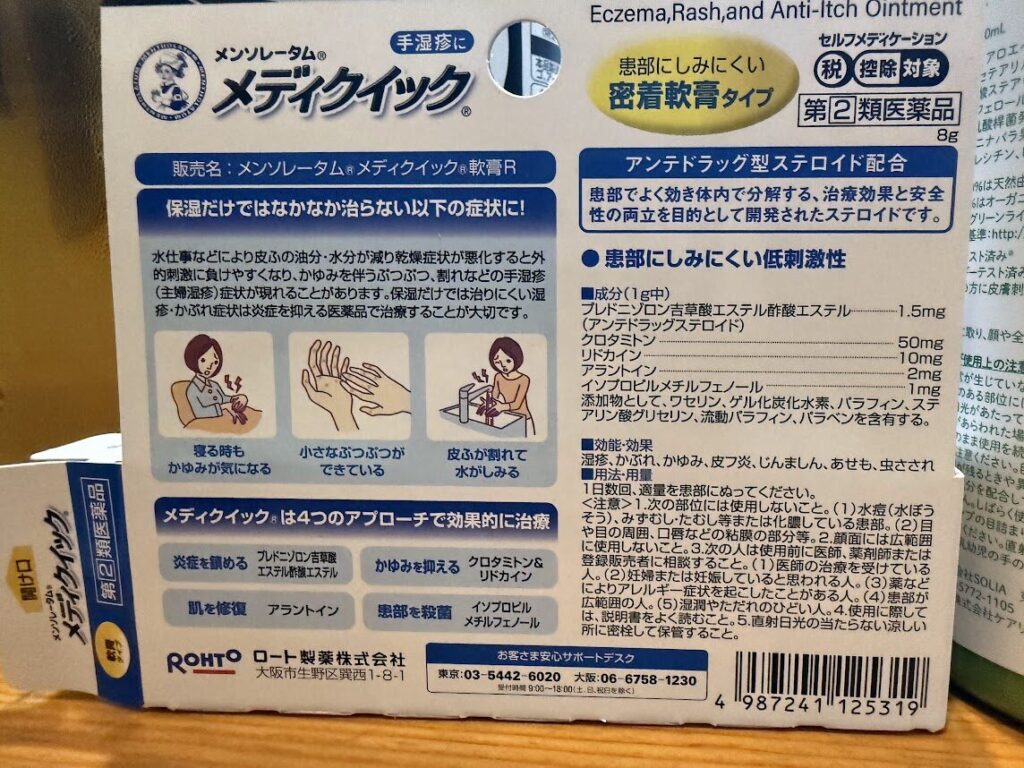 Eczema,Rash,and Anti-Itch Ointment
メンソレータム®
メディクイック®
手湿疹に
患部にしみにくい
密着軟膏タイプ
セルフメディケーション
税 控除 対象
第②類医薬品
8g
販売名：メンソレータム®メディクイック®軟膏R
保湿だけではなかなか治らない以下の症状に!
水仕事などにより皮ふの油分・水分が減り乾燥症状が悪化すると外
的刺激に負けやすくなり、かゆみを伴うぶつぶつ、割れなどの手湿疹
(主婦湿疹)症状が現れることがあります。保湿だけでは治りにくい湿
疹・かぶれ症状は炎症を抑える医薬品で治療することが大切です。
寝る時も
かゆみが気になる
小さなぶつぶつが
できている
皮ふが割れて
水がしみる
メディクイック®は4つのアプローチで効果的に治療
炎症を鎮める プレドニゾロン吉草酸
エステル酢酸エステル
かゆみを抑える クロタミトン&
リドカイン
肌を修復 アラントイン
患部を殺菌 イソプロピル
メチルフェノール
ROHTO ロート製薬株式会社
大阪市生野区巽西1-8-1
お客さま安心サポートデスク
東京:03-5442-6020 大阪:06-6758-1230
受付時間 9:00〜18:00(土、日、祝日を除く)
アンテドラッグ型ステロイド配合
患部でよく効き体内で分解する、治療効果と安全
性の両立を目的として開発されたステロイドです。
●患部にしみにくい低刺激性
■成分(1g中)
プレドニゾロン吉草酸エステル酢酸エステル 1.5mg
(アンテドラッグステロイド)
クロタミトン 50mg
リドカイン 10mg
アラントイン 2mg
イソプロピルメチルフェノール 1mg
添加物として、ワセリン、ゲル化炭化水素、パラフィン、ステ
アリン酸グリセリン、流動パラフィン、パラベンを含有する。
■効能・効果
湿疹、かぶれ、かゆみ、皮フ炎、じんましん、あせも、虫さされ
■用法・用量
1日数回、適量を患部にぬってください。
<注意>1.次の部位には使用しないこと。(1)水痘(水ぼう
そう)、みずむし・たむし等または化膿している患部。(2)目
や目の周囲、口唇などの粘膜の部分等。2.顔面には広範囲
に使用しないこと。3.次の人は使用前に医師、薬剤師または
登録販売者に相談すること。(1)医師の治療を受けている
人。(2)妊婦または妊娠していると思われる人。(3)薬などに
よりアレルギー症状を起こしたことがある人。(4)患部が
広範囲の人。(5)湿潤やただれのひどい人。4.使用に際して
は、説明書をよく読むこと。5.直射日光の当たらない涼しい
所に密栓して保管すること。
4 987241 125319
開け口
メンソレータム®
メディクイック®
第②類医薬品
軟膏
タイプ